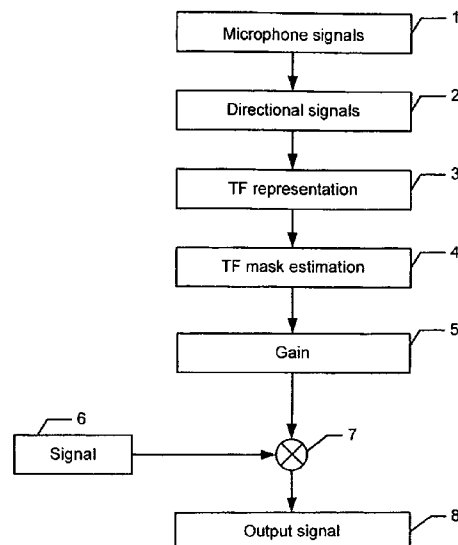 1
Microphone signals
2
Directional signals
3
TF representation
4
TF mask estimation
5
Gain
6
Signal
7
8
Output signal